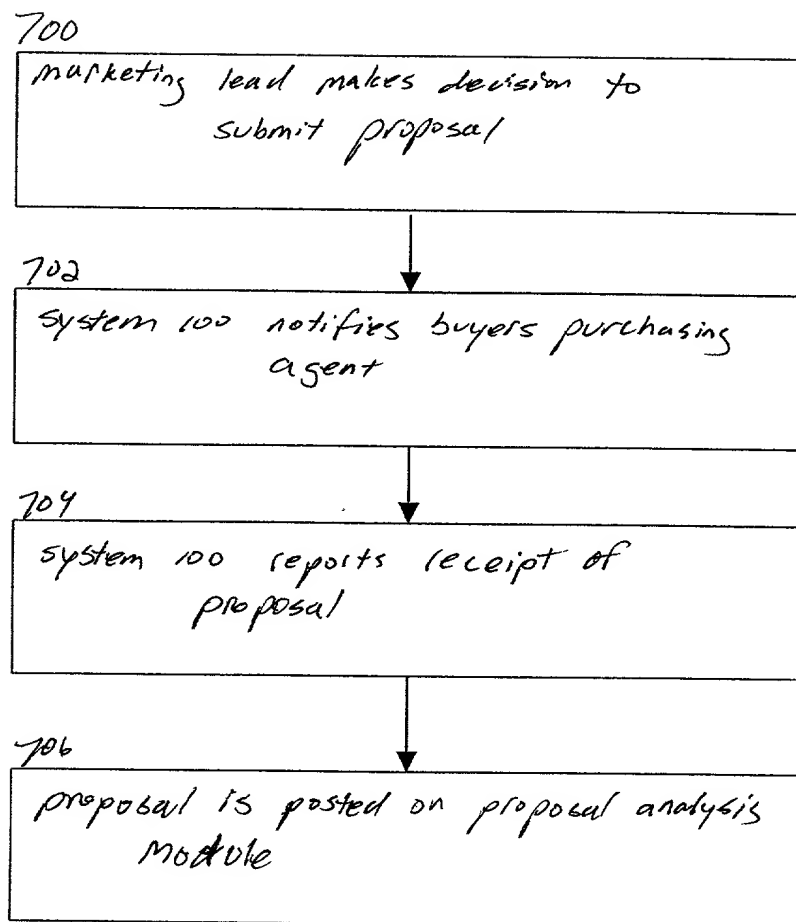 700
marketing lead makes decision to
submit proposal
702
system 100 notifies buyers purchasing
agent
704
system 100 reports receipt of
proposal
706
proposal is posted on proposal analysis
Module